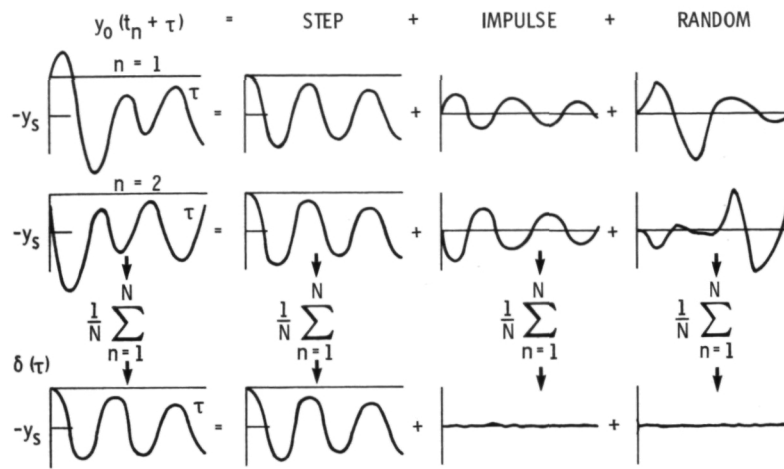 y₀ (tₙ + τ) = STEP + IMPULSE + RANDOM
n = 1
τ
-yₛ = + +
n = 2
τ
-yₛ = + +
N N N N
1/N ∑ 1/N ∑ 1/N ∑ 1/N ∑
n = 1 n = 1 n = 1 n = 1
δ (τ)
τ
-yₛ = + +